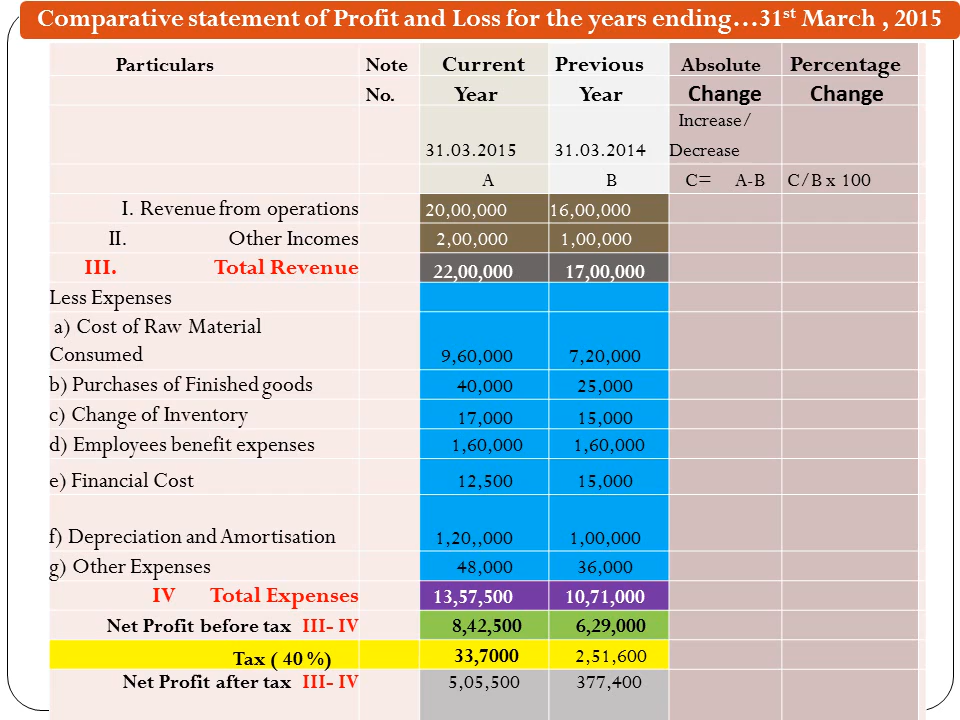 Comparative statement of Profit and Loss for the years ending…31st March , 2015
Particulars Note Current Previous Absolute Percentage
No. Year Year Change Change
Increase/
31.03.2015 31.03.2014 Decrease
A B C= A-B C/B x 100
I. Revenue from operations 20,00,000 16,00,000
II. Other Incomes 2,00,000 1,00,000
III. Total Revenue 22,00,000 17,00,000
Less Expenses
a) Cost of Raw Material
Consumed 9,60,000 7,20,000
b) Purchases of Finished goods 40,000 25,000
c) Change of Inventory 17,000 15,000
d) Employees benefit expenses 1,60,000 1,60,000
e) Financial Cost 12,500 15,000
f) Depreciation and Amortisation 1,20,,000 1,00,000
g) Other Expenses 48,000 36,000
IV Total Expenses 13,57,500 10,71,000
Net Profit before tax III- IV 8,42,500 6,29,000
Tax ( 40 %) 33,7000 2,51,600
Net Profit after tax III- IV 5,05,500 377,400